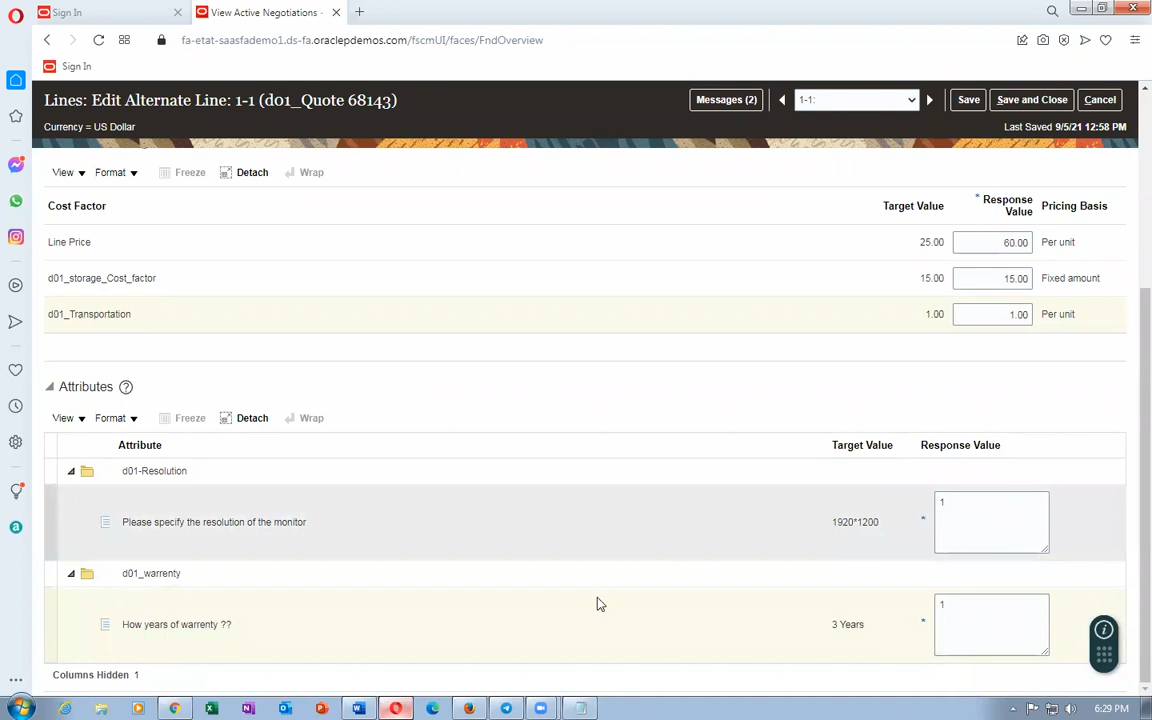 Sign In
View Active Negotiations -
fa-etat-saasfademo1.ds-fa.oraclepdemos.com/fscmUI/faces/FndOverview
Sign In
Lines: Edit Alternate Line: 1-1 (d01_Quote 68143)
Messages (2)
1-1:
Save
Save and Close
Cancel
Currency = US Dollar
Last Saved 9/5/21 12:58 PM
View
Format
Freeze
Detach
Wrap
Cost Factor
Target Value
* Response Value
Pricing Basis
Line Price
25.00
60.00
Per unit
d01_storage_Cost_factor
15.00
15.00
Fixed amount
d01_Transportation
1.00
1.00
Per unit
Attributes
View
Format
Freeze
Detach
Wrap
Attribute
Target Value
Response Value
d01-Resolution
Please specify the resolution of the monitor
1920*1200
*
1
d01_warrenty
How years of warrenty ??
3 Years
*
1
Columns Hidden 1
6:29 PM